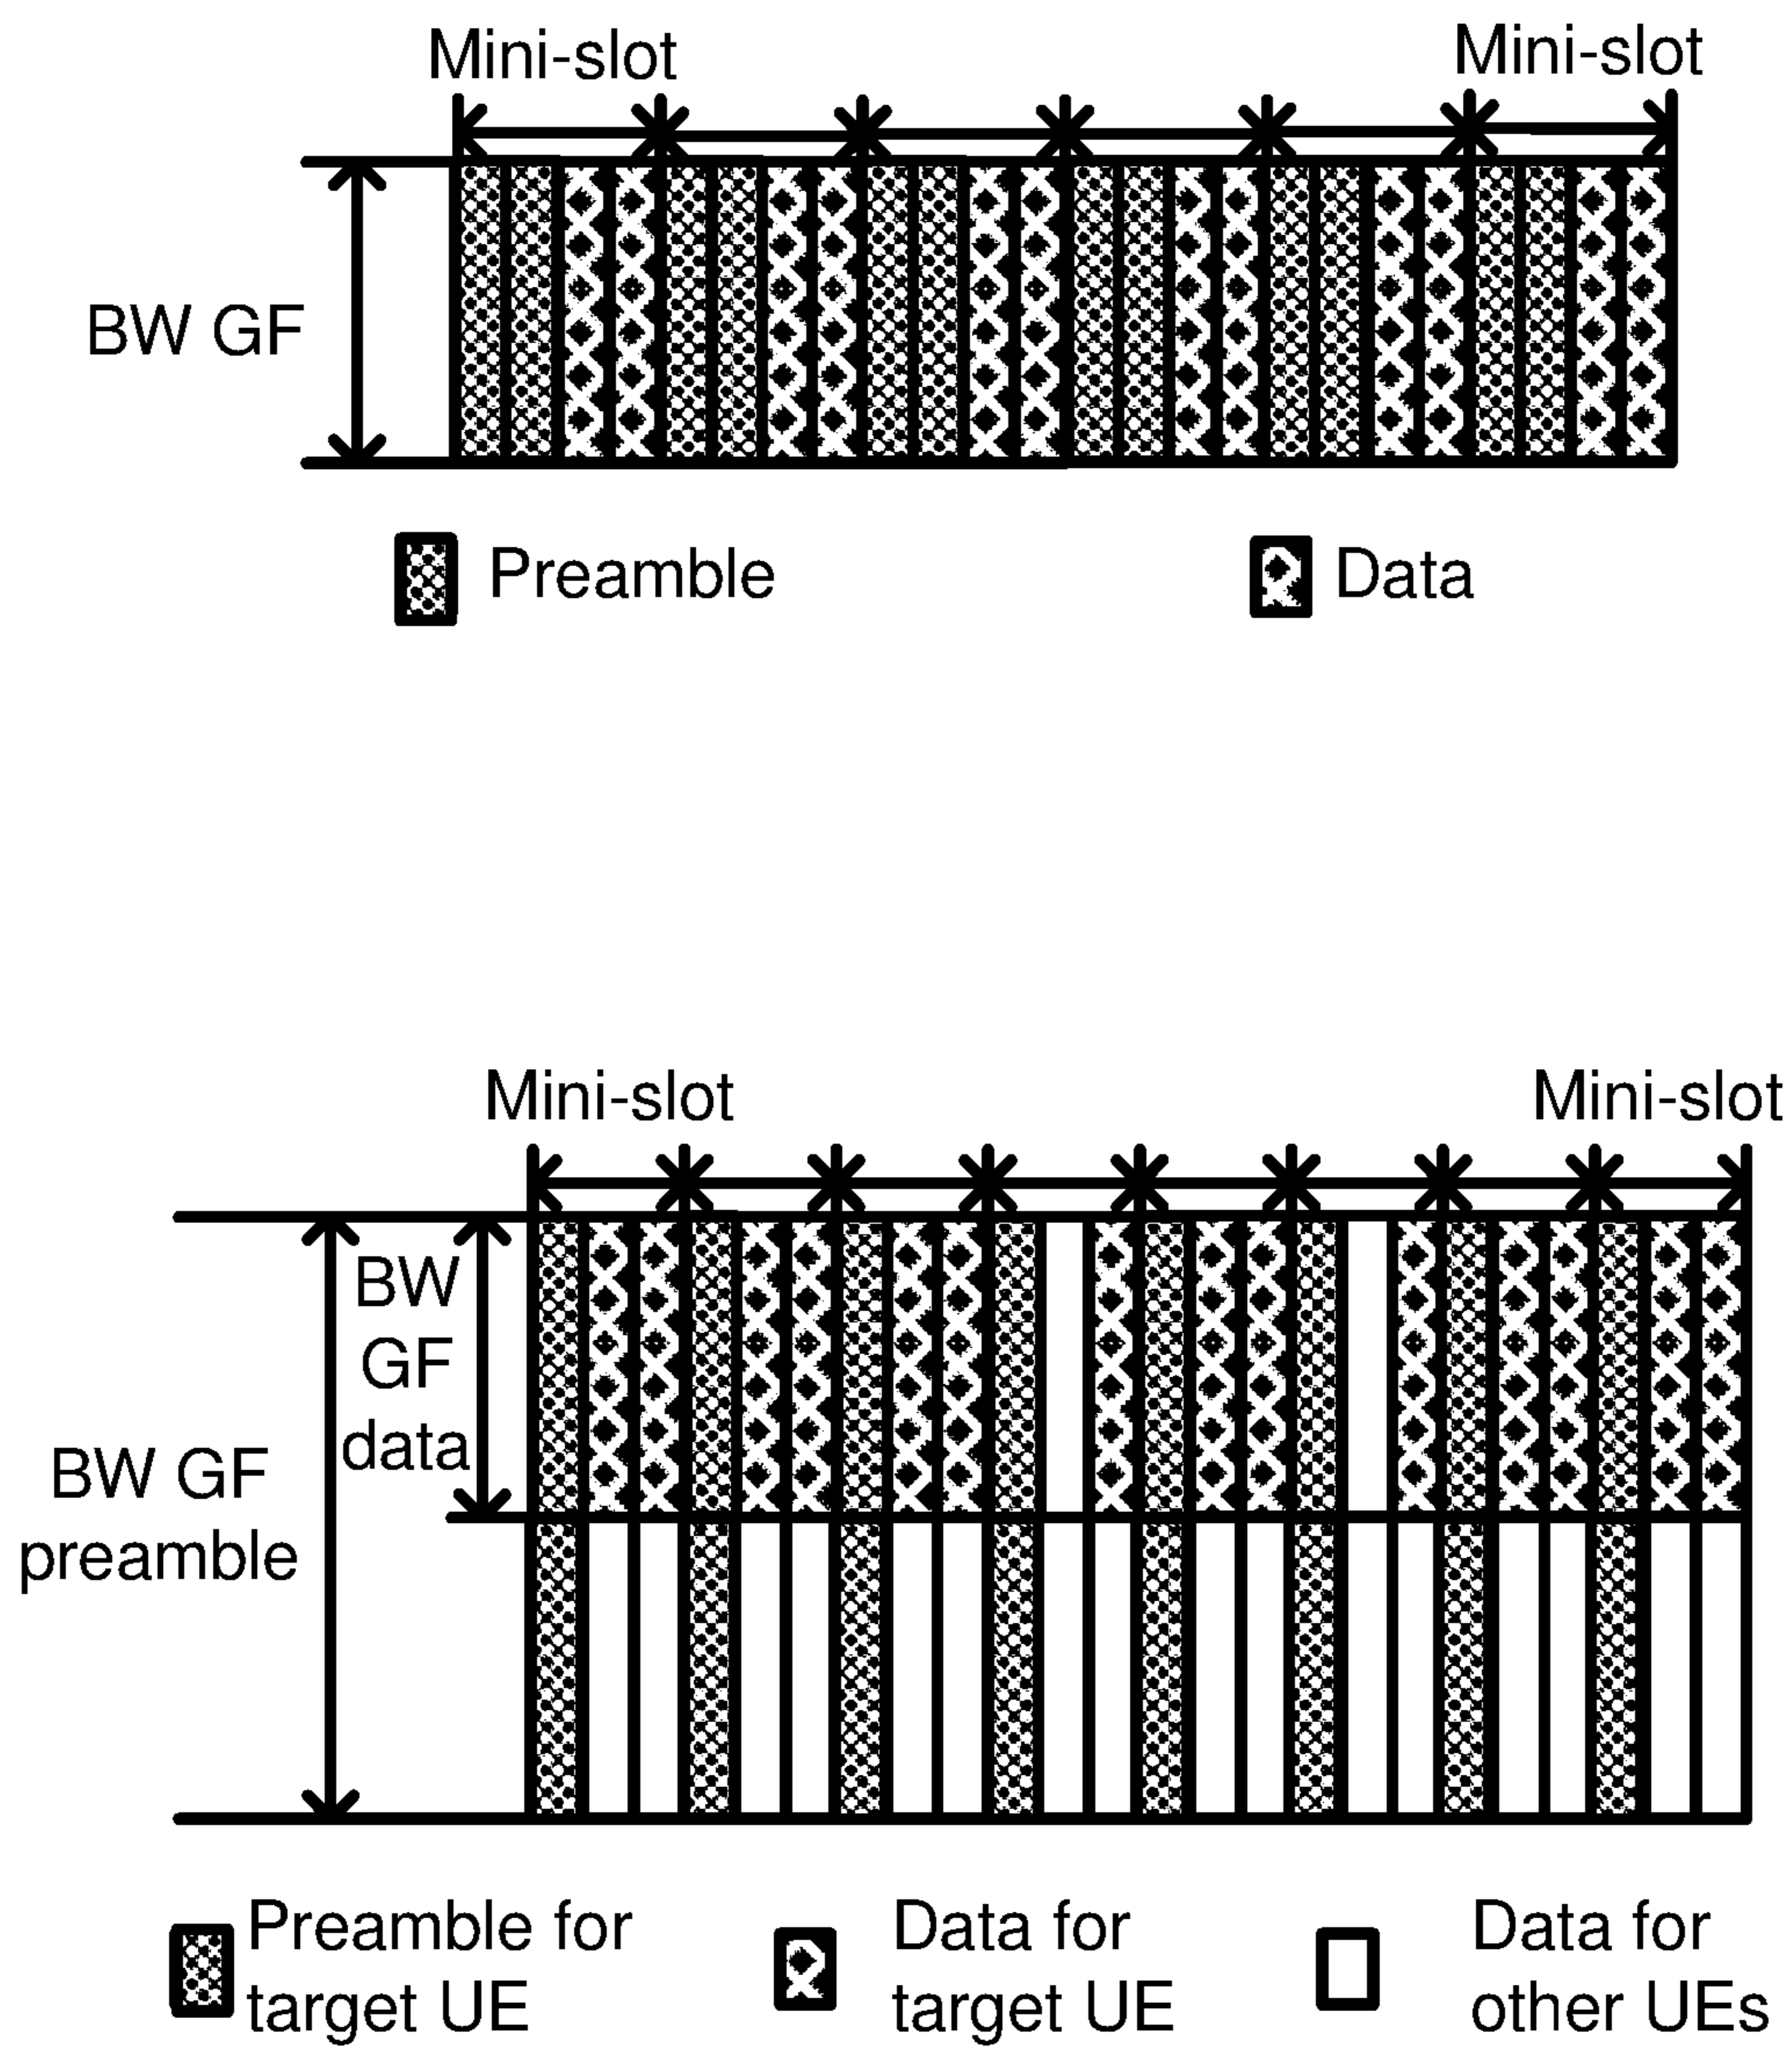 Mini-slot
Mini-slot
BW GF
Preamble
Data
Mini-slot
Mini-slot
BW
GF
data
BW GF
preamble
Preamble for
target UE
Data for
target UE
Data for
other UEs